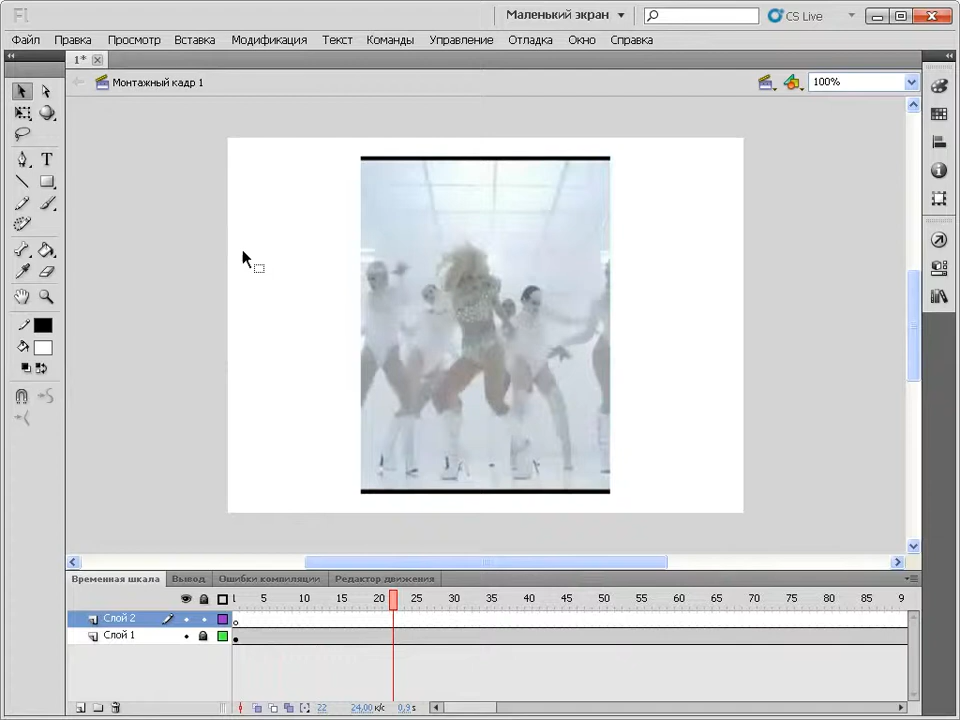 Fl
Маленький экран
CS Live
Файл Правка Просмотр Вставка Модификация Текст Команды Управление Отладка Окно Справка
1*
Монтажный кадр 1
100%
T
Временная шкала Вывод Ошибки компиляции Редактор движения
1 5 10 15 20 25 30 35 40 45 50 55 60 65 70 75 80 85 9
Слой 2
Слой 1
22 24,00 к/с 0,9 s